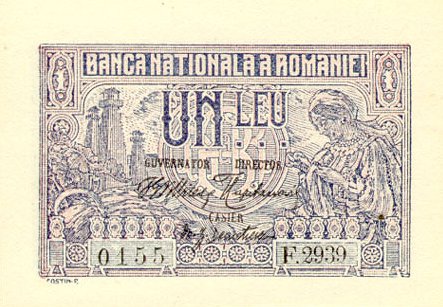 BANCA NATIONALA A ROMANIEI
UN LEU
GUVERNATOR DIRECTOR
CASIER
0155 F.2939